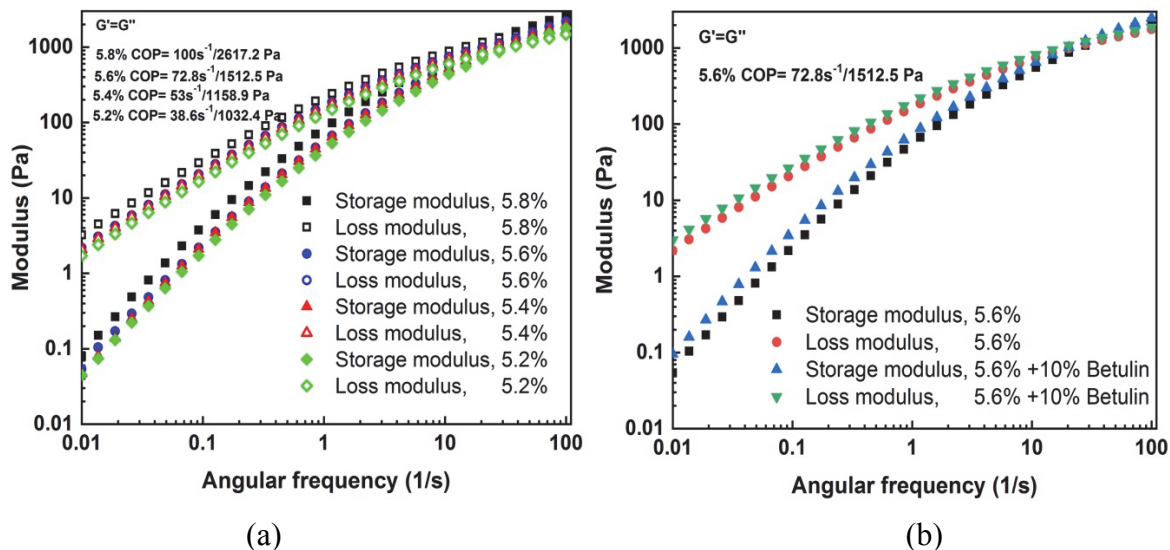 (a)
G'=G''
5.8% COP= 100s⁻¹/2617.2 Pa
5.6% COP= 72.8s⁻¹/1512.5 Pa
5.4% COP= 53s⁻¹/1158.9 Pa
5.2% COP= 38.6s⁻¹/1032.4 Pa
Modulus (Pa)
1000
100
10
1
0.1
0.01
Storage modulus, 5.8%
Loss modulus, 5.8%
Storage modulus, 5.6%
Loss modulus, 5.6%
Storage modulus, 5.4%
Loss modulus, 5.4%
Storage modulus, 5.2%
Loss modulus, 5.2%
0.01 0.1 1 10 100
Angular frequency (1/s)
(a)
(b)
G'=G''
5.6% COP= 72.8s⁻¹/1512.5 Pa
Modulus (Pa)
1000
100
10
1
0.1
0.01
Storage modulus, 5.6%
Loss modulus, 5.6%
Storage modulus, 5.6% +10% Betulin
Loss modulus, 5.6% +10% Betulin
0.01 0.1 1 10 100
Angular frequency (1/s)
(b)